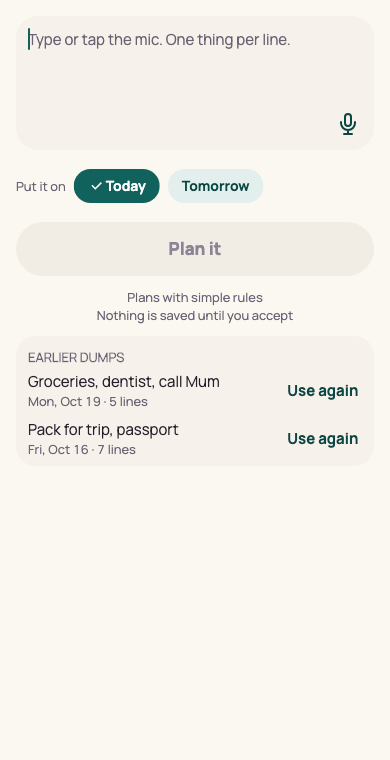 Type or tap the mic. One thing per line.
Put it on
Today
Tomorrow
Plan it
Plans with simple rules
Nothing is saved until you accept
EARLIER DUMPS
Groceries, dentist, call Mum
Use again
Mon, Oct 19 · 5 lines
Pack for trip, passport
Use again
Fri, Oct 16 · 7 lines